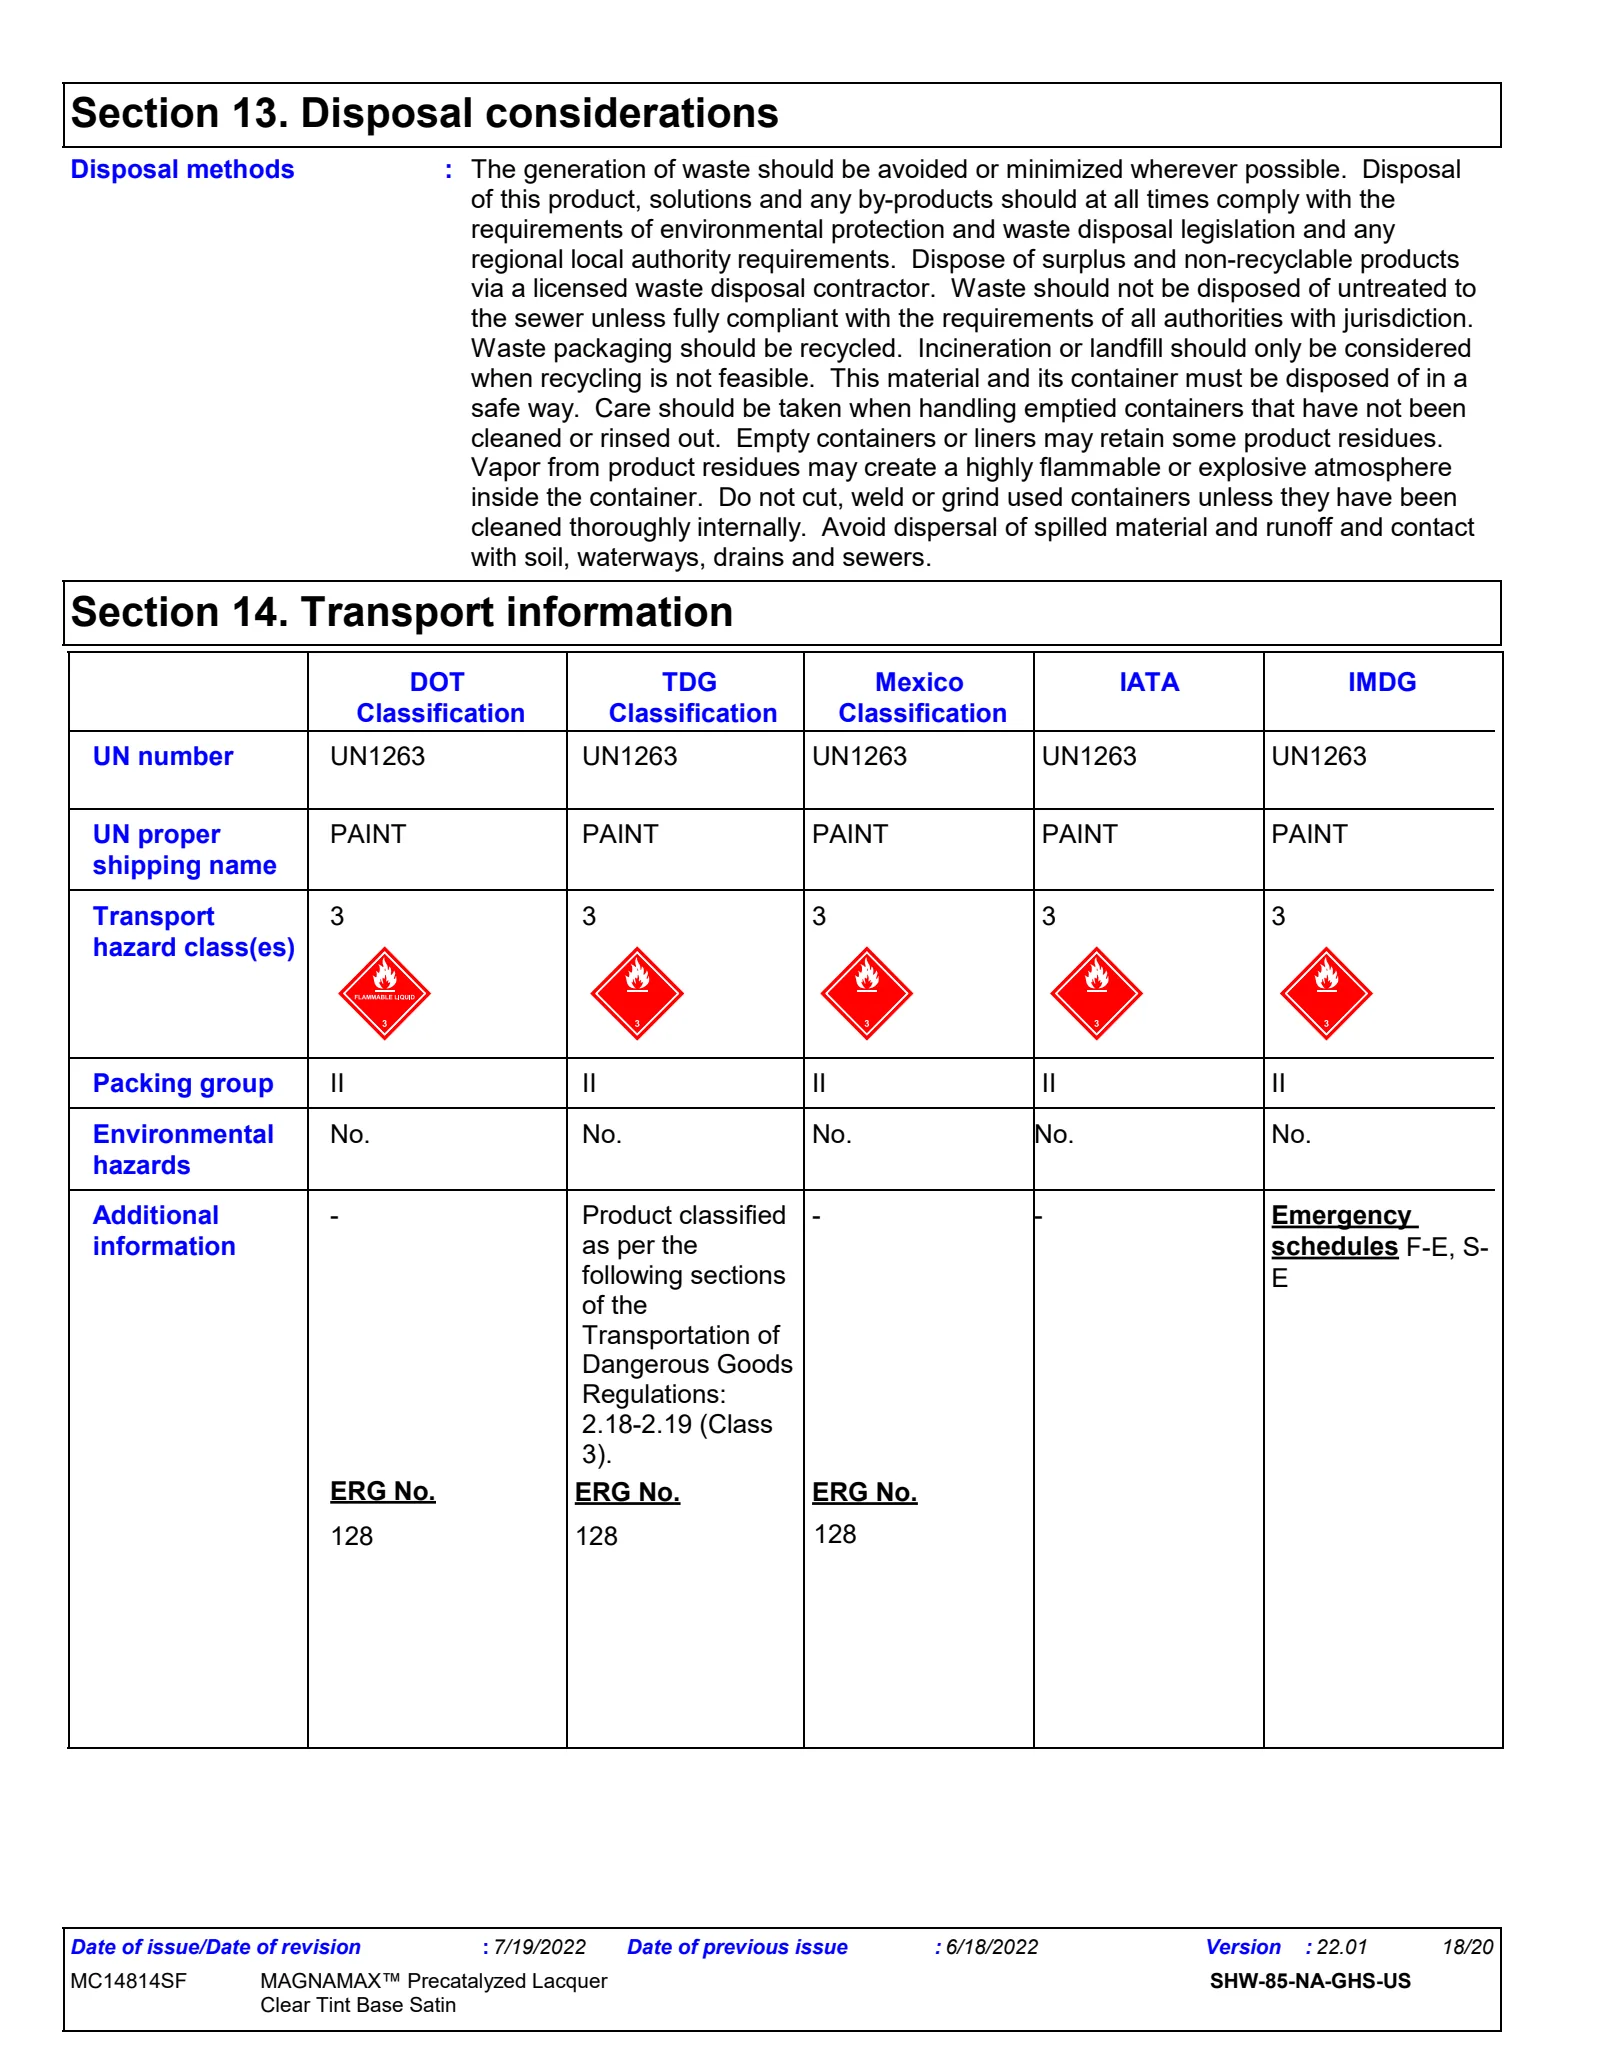 Section 13. Disposal considerations
Disposal methods : The generation of waste should be avoided or minimized wherever possible.  Disposal
of this product, solutions and any by-products should at all times comply with the
requirements of environmental protection and waste disposal legislation and any
regional local authority requirements.  Dispose of surplus and non-recyclable products
via a licensed waste disposal contractor.  Waste should not be disposed of untreated to
the sewer unless fully compliant with the requirements of all authorities with jurisdiction.
Waste packaging should be recycled.  Incineration or landfill should only be considered
when recycling is not feasible.  This material and its container must be disposed of in a
safe way.  Care should be taken when handling emptied containers that have not been
cleaned or rinsed out.  Empty containers or liners may retain some product residues.
Vapor from product residues may create a highly flammable or explosive atmosphere
inside the container.  Do not cut, weld or grind used containers unless they have been
cleaned thoroughly internally.  Avoid dispersal of spilled material and runoff and contact
with soil, waterways, drains and sewers.
Section 14. Transport information
DOT TDG Mexico IATA IMDG
Classification Classification Classification
UN number UN1263 UN1263 UN1263 UN1263 UN1263
UN proper PAINT PAINT PAINT PAINT PAINT
shipping name
Transport 3 3 3 3 3
hazard class(es)
FLAMMABLE LIQUID
3 3 3 3 3
Packing group II II II II II
Environmental No. No. No. No. No.
hazards
Additional - Product classified - - Emergency
information as per the schedules F-E, S-
following sections E
of the
Transportation of
Dangerous Goods
Regulations:
2.18-2.19 (Class
3).
ERG No. ERG No. ERG No.
128 128 128
Date of issue/Date of revision : 7/19/2022 Date of previous issue : 6/18/2022 Version : 22.01 18/20
MC14814SF MAGNAMAX™ Precatalyzed Lacquer SHW-85-NA-GHS-US
Clear Tint Base Satin